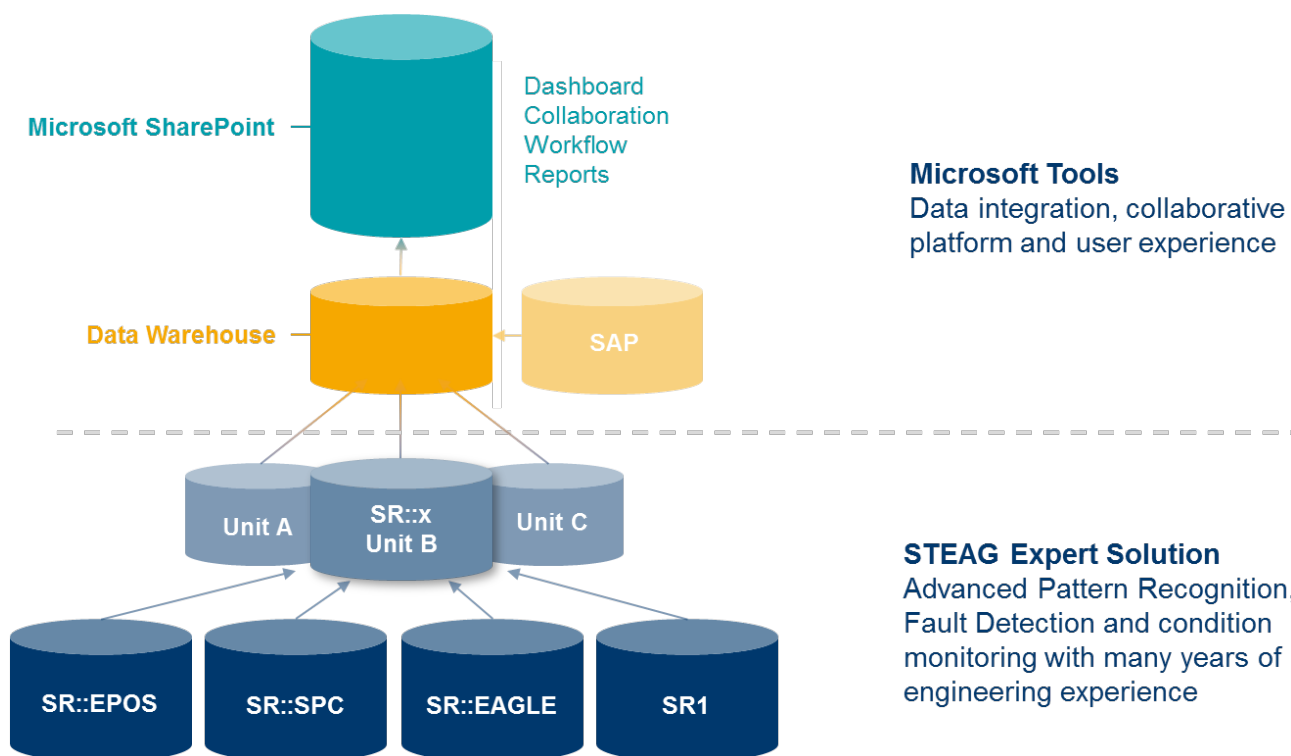 Microsoft SharePoint
Dashboard
Collaboration
Workflow
Reports
Microsoft Tools
Data integration, collaborative
platform and user experience
Data Warehouse
SAP
Unit A
SR::x
Unit B
Unit C
STEAG Expert Solution
Advanced Pattern Recognition,
Fault Detection and condition
monitoring with many years of
engineering experience
SR::EPOS
SR::SPC
SR::EAGLE
SR1